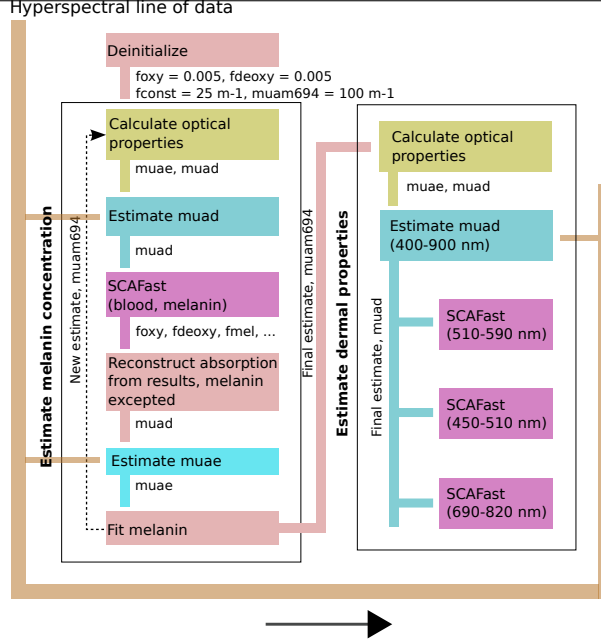 Hyperspectral line of data
Deinitialize
foxy = 0.005, fdeoxy = 0.005
fconst = 25 m-1, muam694 = 100 m-1
Estimate melanin concentration
New estimate, muam694
Calculate optical
properties
muae, muad
Estimate muad
muad
SCAFast
(blood, melanin)
foxy, fdeoxy, fmel, ...
Reconstruct absorption
from results, melanin
excepted
muad
Estimate muae
muae
Fit melanin
Final estimate, muam694
Estimate dermal properties
Calculate optical
properties
muae, muad
Estimate muad
(400-900 nm)
Final estimate, muad
SCAFast
(510-590 nm)
SCAFast
(450-510 nm)
SCAFast
(690-820 nm)